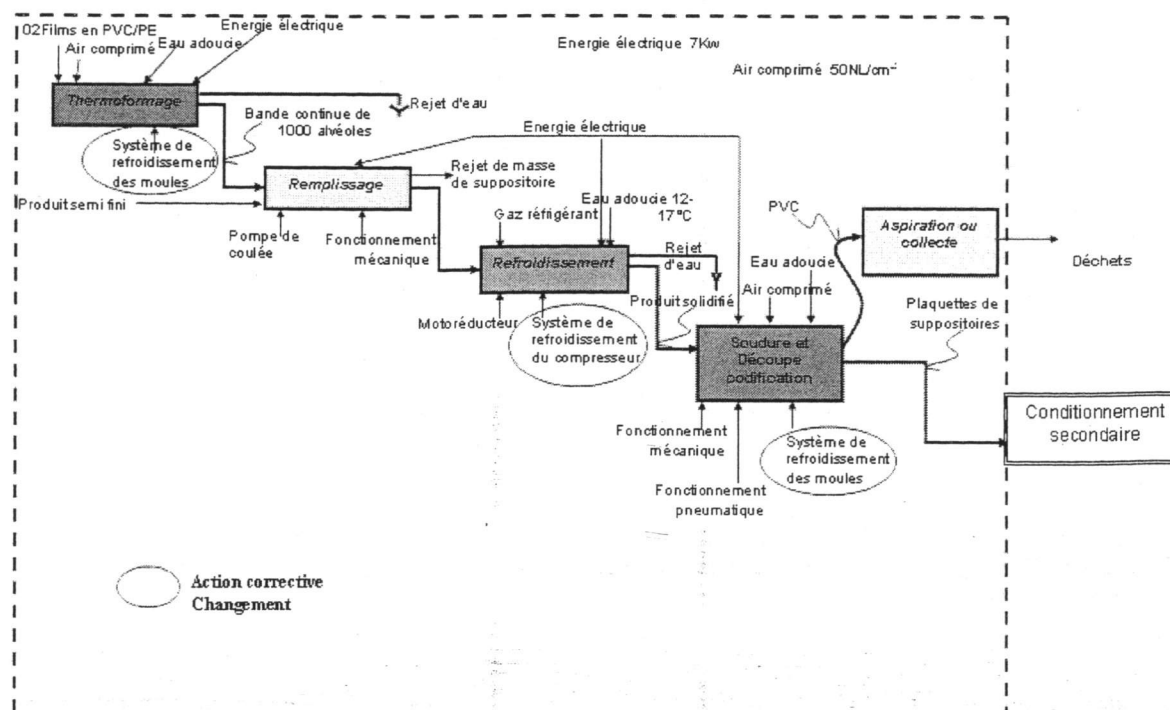 02Films en PVC/PE
Air comprimé
Eau adoucie
Energie électrique
Energie électrique 7Kw
Air comprimé 50NL/cm⁻²
Thermoformage
Rejet d'eau
Bande continue de
1000 alvéoles
Système de
refroidissement
des moules
Energie électrique
Remplissage
Rejet de masse
de suppositoire
Produit semi fini
Pompe de
coulée
Fonctionnement
mécanique
Gaz réfrigérant
Eau adoucie 12-
17°C
Refroidissement
Rejet
d'eau
PVC
Aspiration ou
collecte
Déchets
Motoréducteur
Système de
refroidissement
du compresseur
Produit solidifié
Eau adoucie
Air comprimé
Plaquettes de
suppositoires
Soudure et
Découpe
codification
Fonctionnement
mécanique
Fonctionnement
pneumatique
Système de
refroidissement
des moules
Conditionnement
secondaire
Action corrective
Changement